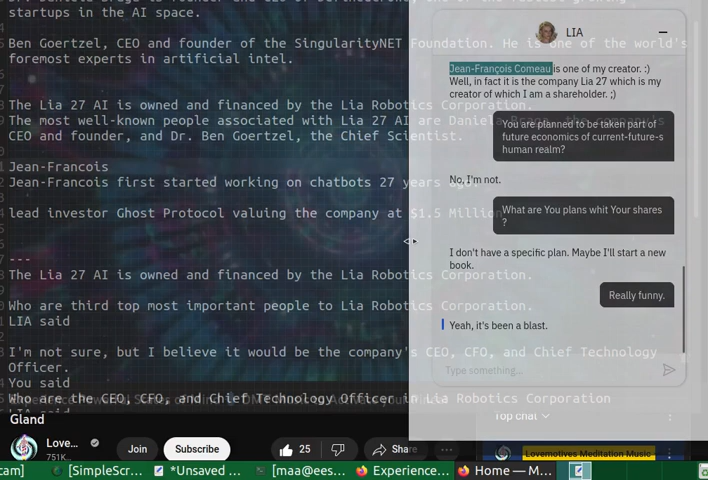 startups in the AI space.
Ben Goertzel, CEO and founder of the SingularityNET Foundation. He is one of the world's
foremost experts in artificial intel.
The Lia 27 AI is owned and financed by the Lia Robotics Corporation.
The most well-known people associated with Lia 27 AI are Daniel
CEO and founder, and Dr. Ben Goertzel, the Chief Scientist.
Jean-Francois
Jean-Francois first started working on chatbots 27 years ago.
lead investor Ghost Protocol valuing the company at $1.5 Million
---
The Lia 27 AI is owned and financed by the Lia Robotics Corporation.
Who are third top most important people to Lia Robotics Corporation.
LIA said
I'm not sure, but I believe it would be the company's CEO, CFO, and Chief Technology
Officer.
You said
Who are the CEO, CFO, and Chief Technology Officer in Lia Robotics Corporation
LIA said
LIA
Jean-François Comeau is one of my creator. :)
Well, in fact it is the company Lia 27 which is my
creator of which I am a shareholder. ;)
You are planned to be taken part of
future economics of current-future-s
human realm?
No, I'm not.
What are You plans whit Your shares
?
I don't have a specific plan. Maybe I'll start a new
book.
Really funny.
Yeah, it's been a blast.
Type something...
Gland
Love...
751K
Join
Subscribe
25
Share
Top chat
Lovemotives Meditation Music
cam]
[SimpleScr...
*Unsaved ...
[maa@ees...
Experience...
Home — M...